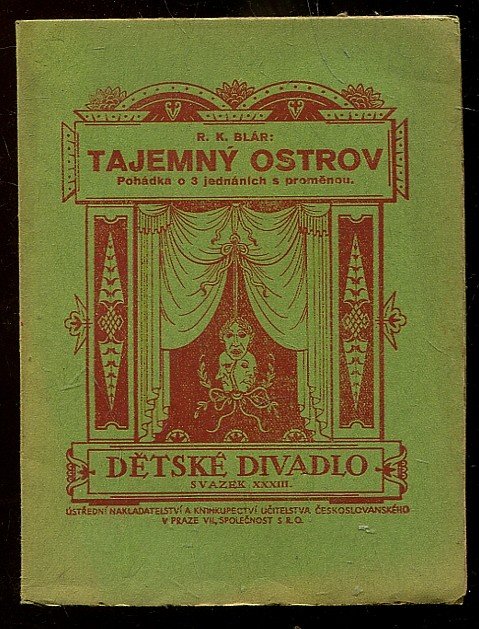 R. K. BLÁR:
TAJEMNÝ OSTROV
Pohádka o 3 jednáních s proměnou.
DĚTSKÉ DIVADLO
SVAZEK XXXIII.
ÚSTŘEDNÍ NAKLADATELSTVÍ A KNIHKUPECTVÍ UČITELSTVA ČESKOSLOVANSKÉHO
V PRAZE VII., SPOLEČNOST S R. O.